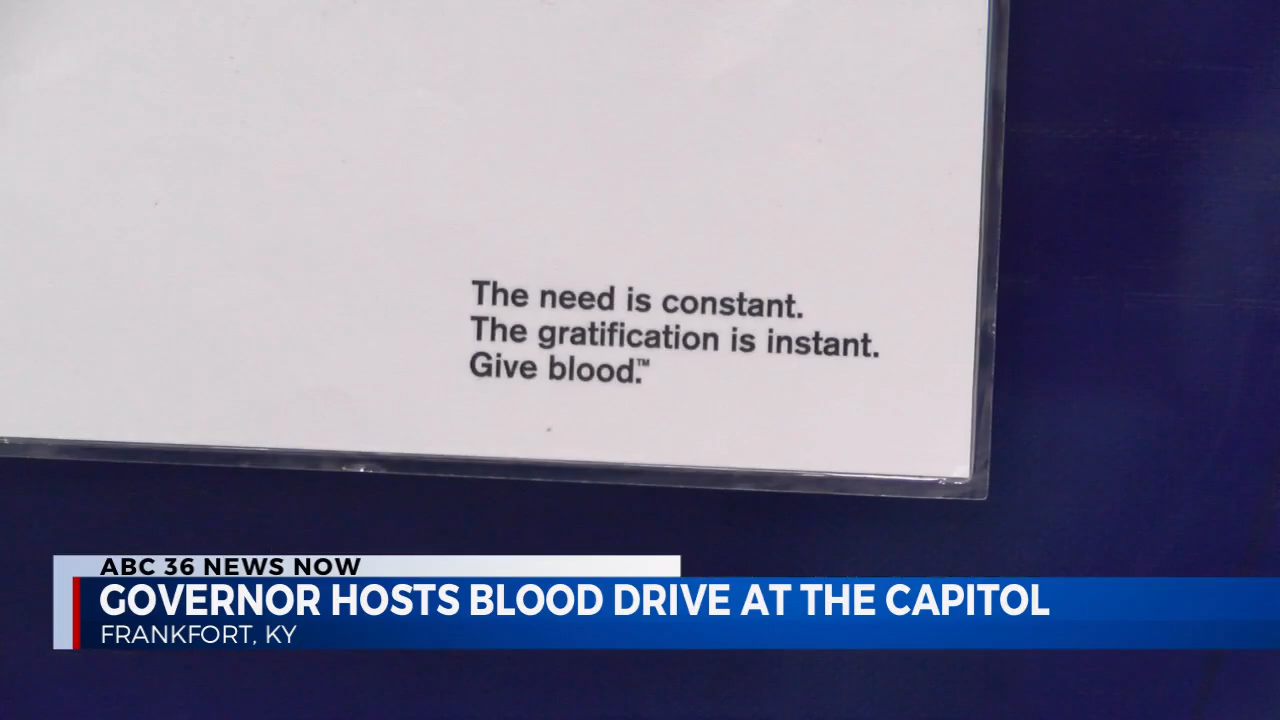 The need is constant.
The gratification is instant.
Give blood.™
ABC 36 NEWS NOW
GOVERNOR HOSTS BLOOD DRIVE AT THE CAPITOL
FRANKFORT, KY